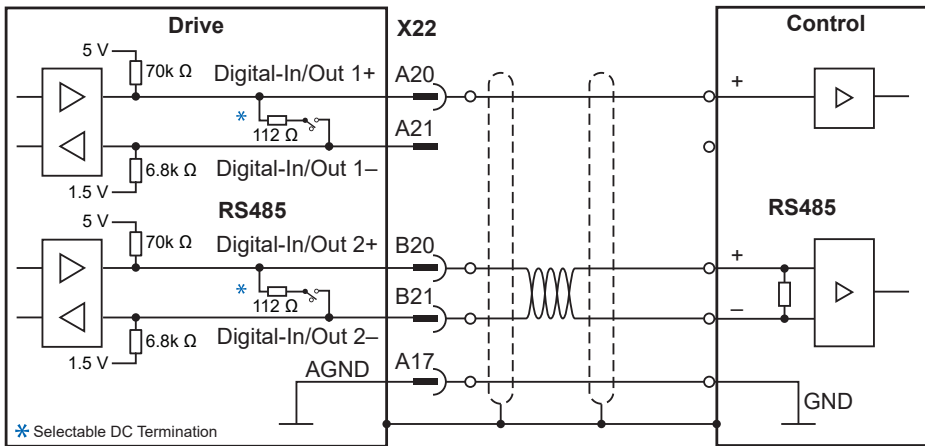 Drive
X22
Control
5 V
70k Ω
Digital-In/Out 1+
A20
+
*
112 Ω
A21
6.8k Ω
Digital-In/Out 1–
1.5 V
RS485
RS485
5 V
70k Ω
Digital-In/Out 2+
B20
+
*
112 Ω
B21
–
6.8k Ω
Digital-In/Out 2–
1.5 V
AGND
A17
GND
* Selectable DC Termination